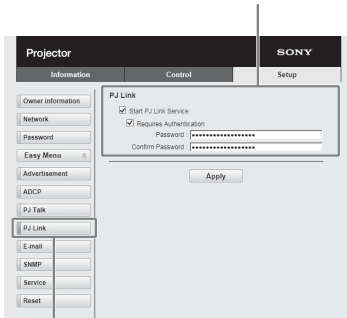 Projector
SONY
Information
Control
Setup
Owner information
Network
Password
Easy Menu
Advertisement
ADCP
PJ Talk
PJ Link
E-mail
SNMP
Service
Reset
PJ Link
Start PJ Link Service
Requires Authentication
Password :
Confirm Password :
Apply